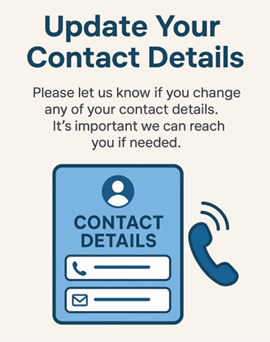 Update Your
Contact Details
Please let us know if you change
any of your contact details.
It's important we can reach
you if needed.
CONTACT
DETAILS